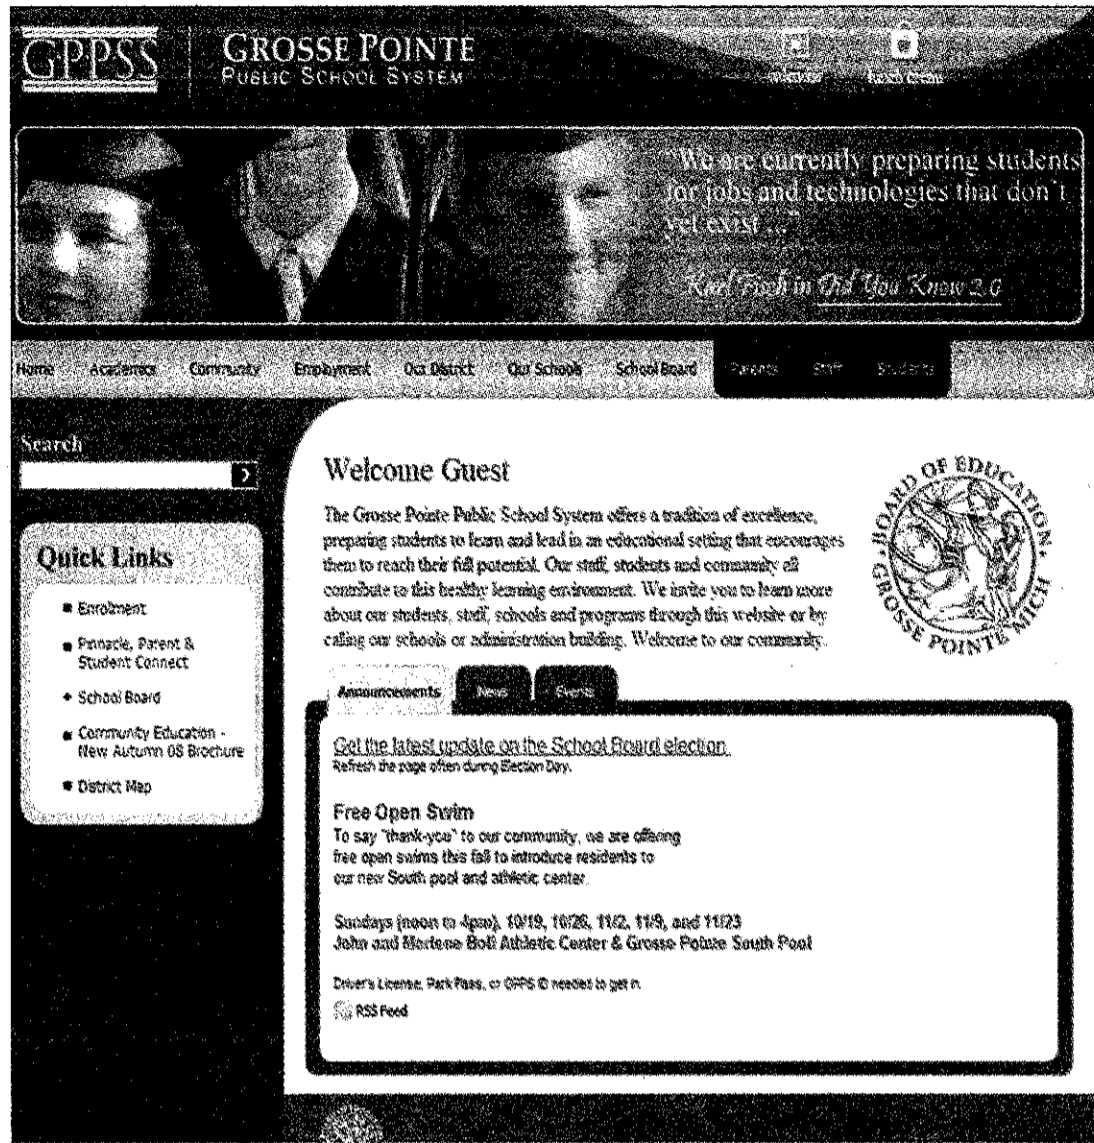 GPPSS
GROSSE POINTE
PUBLIC SCHOOL SYSTEM
lunch menu
"We are currently preparing students
for jobs and technologies that don't
yet exist ..."
Karl Fisch in Did You Know 2.0
Home Academics Community Employment Our District Our Schools School Board Parents Staff Students
Search
Quick Links
Enrollment
Pinnacle, Parent &
Student Connect
School Board
Community Education -
New Autumn 08 Brochure
District Map
Welcome Guest
The Grosse Pointe Public School System offers a tradition of excellence,
preparing students to learn and lead in an educational setting that encourages
them to reach their full potential. Our staff, students and community all
contribute to this healthy learning environment. We invite you to learn more
about our students, staff, schools and programs through this website or by
calling our schools or administration building. Welcome to our community.
BOARD OF EDUCATION
GROSSE POINTE MICH
Announcements News Events
Get the latest update on the School Board election.
Refresh the page often during Election Day.
Free Open Swim
To say "thank-you" to our community, we are offering
free open swims this fall to introduce residents to
our new South pool and athletic center.
Sundays (noon to 4pm), 10/19, 10/26, 11/2, 11/9, and 11/23
John and Marlene Boll Athletic Center & Grosse Pointe South Pool
Driver's License, Park Pass, or GPPS ID needed to get in.
RSS Feed